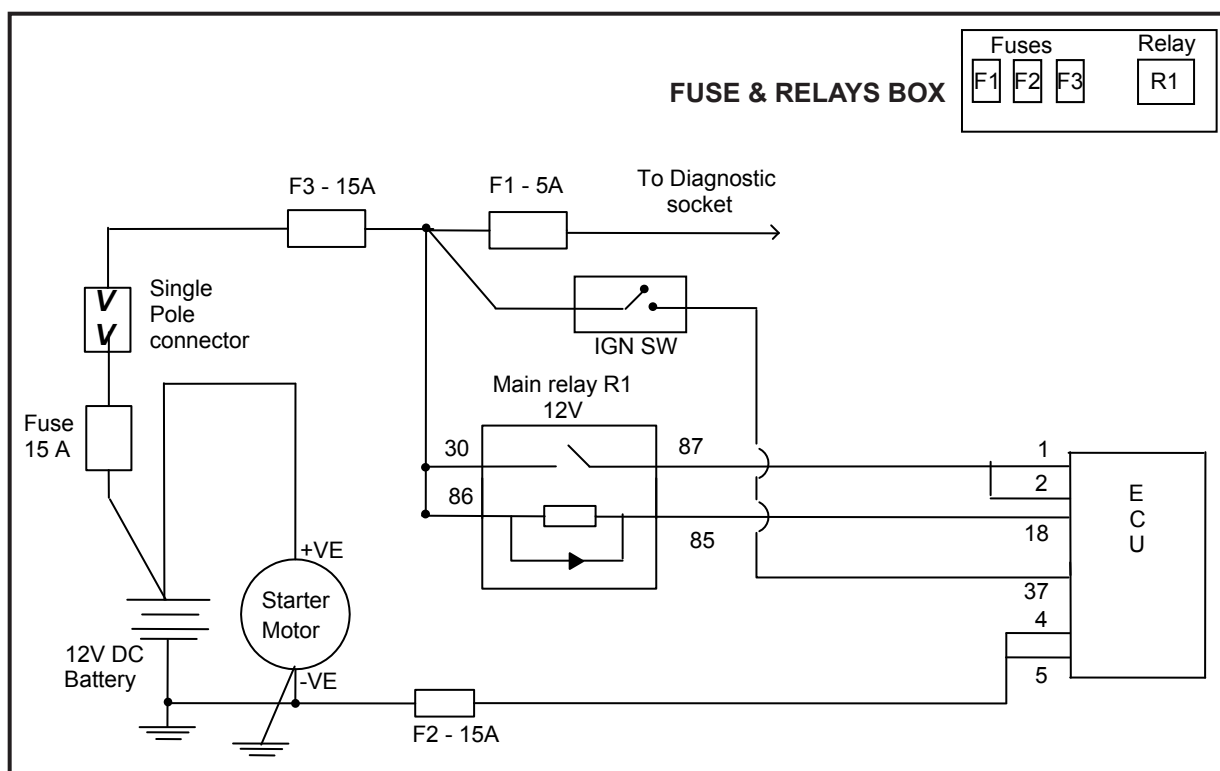 Fuses
Relay
F1
F2
F3
R1
FUSE & RELAYS BOX
F3 - 15A
F1 - 5A
To Diagnostic
socket
V
V
Single
Pole
connector
IGN SW
Fuse
15 A
Main relay R1
12V
30
87
86
85
1
2
18
37
4
5
E
C
U
+VE
Starter
Motor
-VE
12V DC
Battery
F2 - 15A